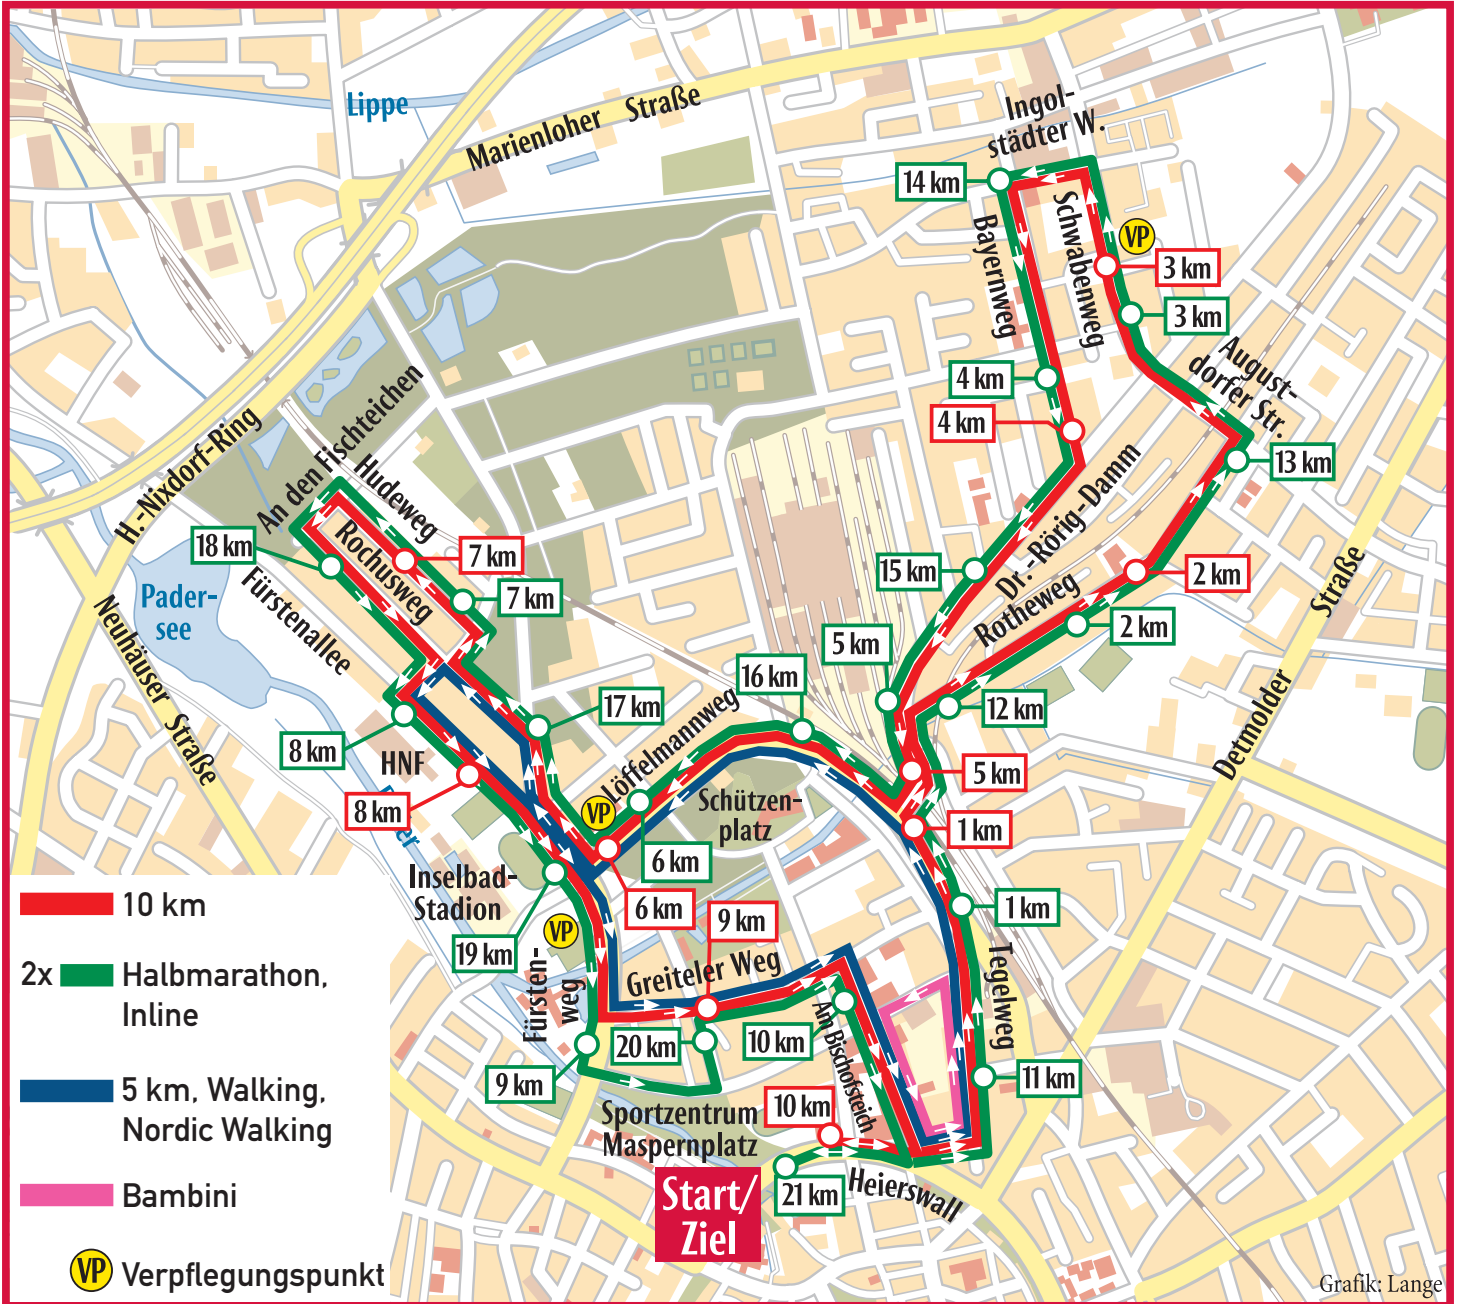 Lippe
Marienloher Straße
Ingol-
städter W.
14 km
Bayernweg
Schwabenweg
VP
3 km
3 km
August-
dorfer Str.
4 km
4 km
13 km
H.-Nixdorf-Ring
An den Fischteichen
Hudeweg
Rochusweg
18 km
7 km
7 km
Pader-
see
Fürstenallee
Neuhäuser Straße
15 km
Dr.-Rörig-Damm
Rotheweg
2 km
2 km
Detmolder Straße
5 km
16 km
17 km
12 km
8 km
HNF
8 km
Löffelmannweg
VP
Schützen-
platz
5 km
1 km
6 km
6 km
Inselbad-
Stadion
19 km
VP
9 km
1 km
Tegelweg
Fürsten-
weg
Greiteler Weg
Am Bischofsteich
20 km
10 km
9 km
11 km
10 km
Sportzentrum
Maspernplatz
Start/
Ziel
21 km
Heierswall
10 km
2x Halbmarathon,
Inline
5 km, Walking,
Nordic Walking
Bambini
VP Verpflegungspunkt
Grafik: Lange